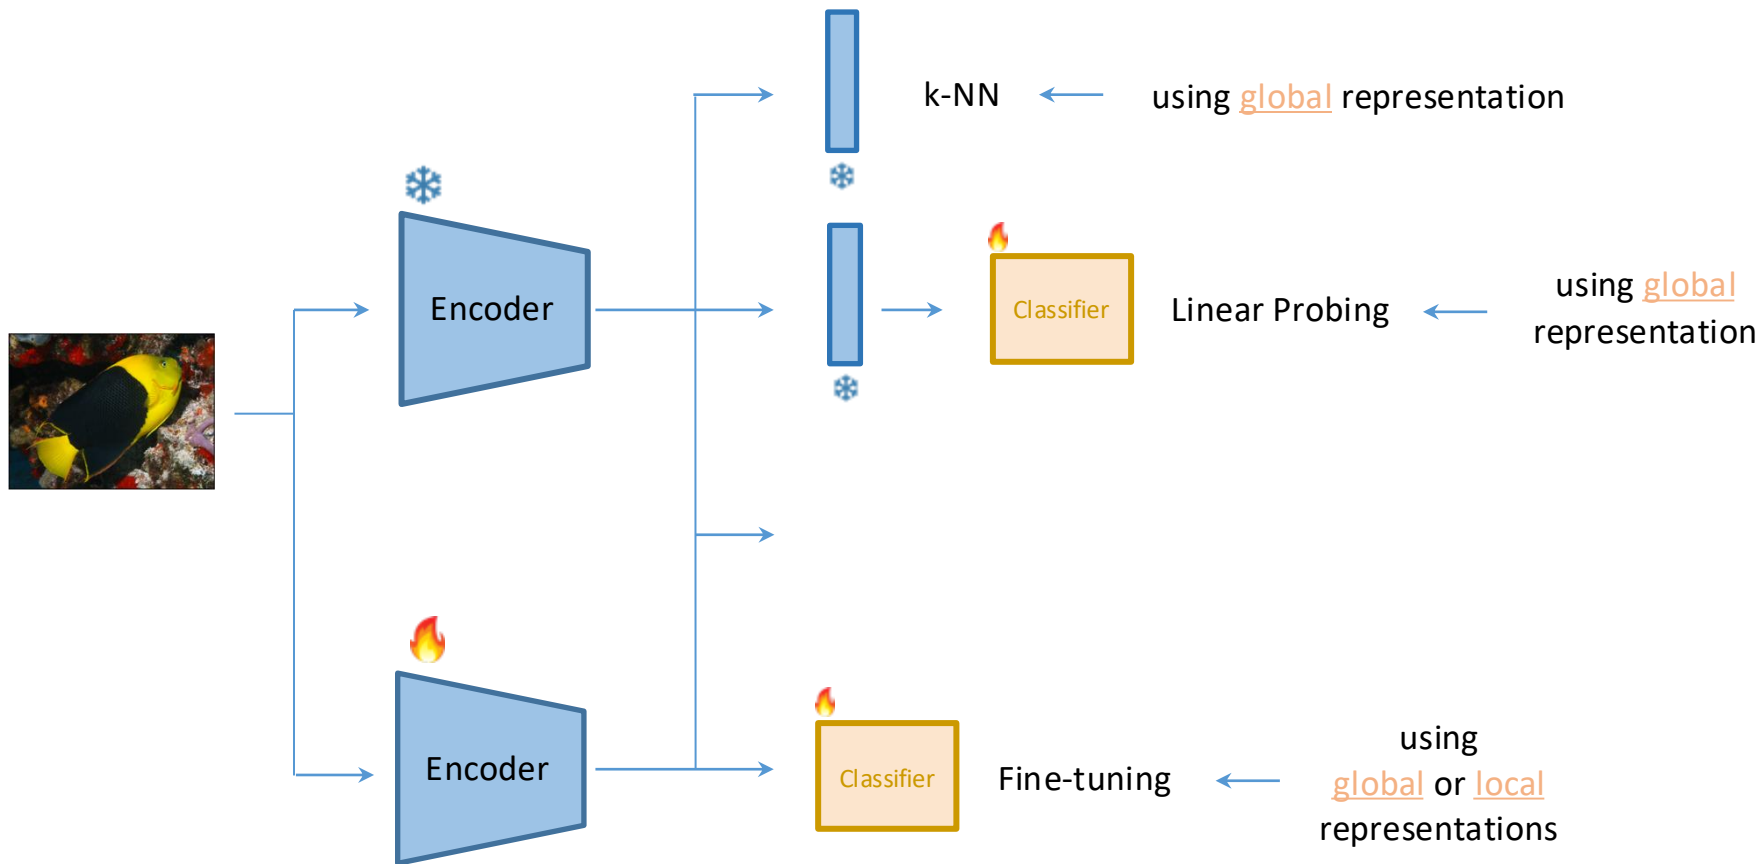 k-NN
using global representation
Encoder
Classifier
Linear Probing
using global
representation
Encoder
Classifier
Fine-tuning
using
global or local
representations